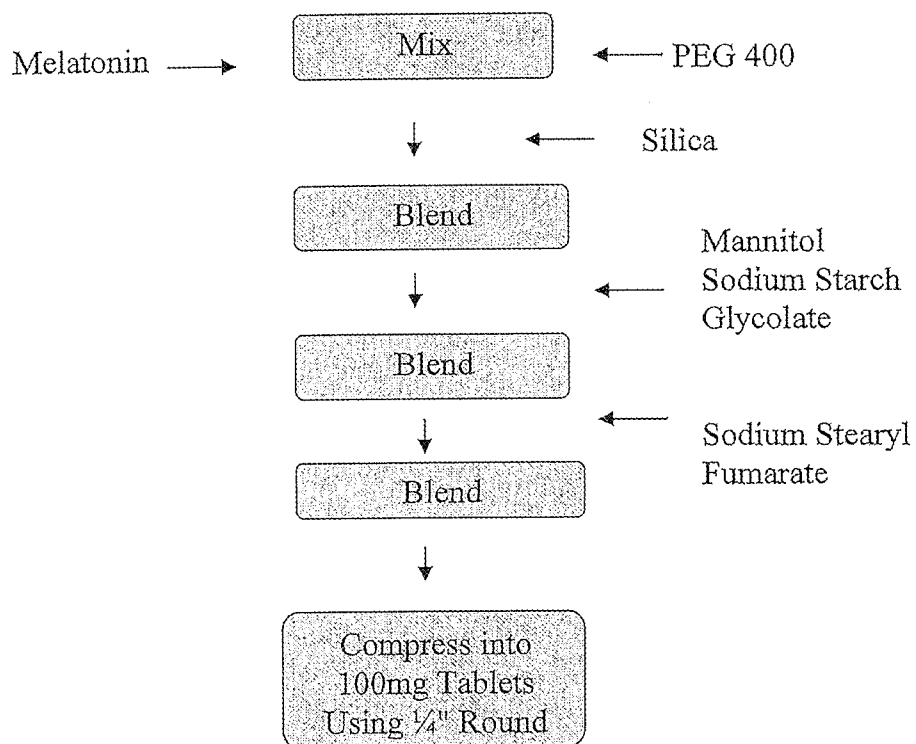 Mix
Melatonin
PEG 400
Silica
Blend
Mannitol
Sodium Starch
Glycolate
Blend
Sodium Stearyl
Fumarate
Blend
Compress into
100mg Tablets
Using ¼" Round